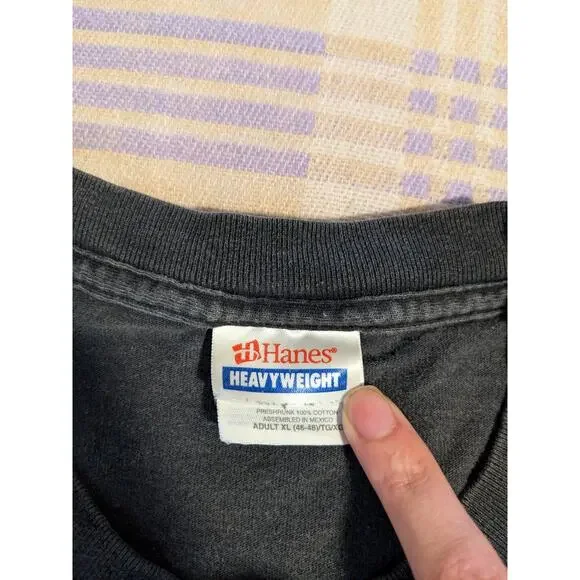 Hanes®
HEAVYWEIGHT
PRESHRUNK 100% COTTON
ASSEMBLED IN MEXICO
ADULT XL (46-48)/TG/XG